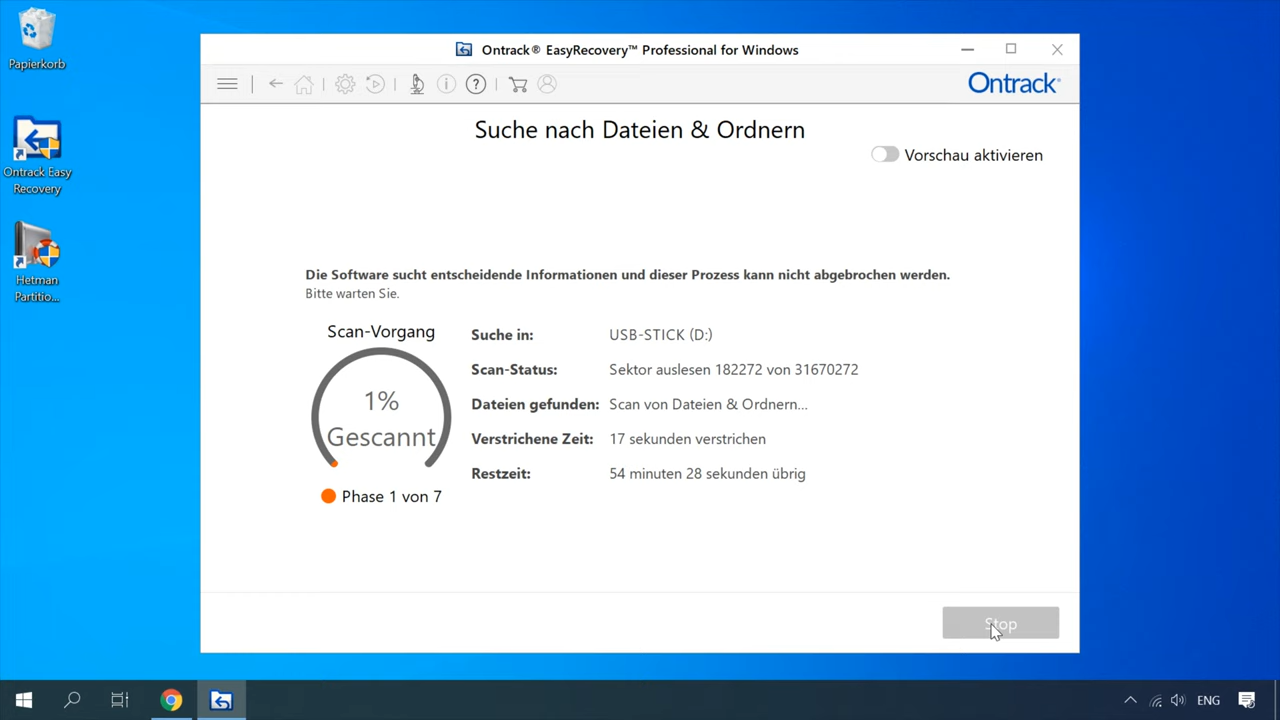 Papierkorb
Ontrack Easy
Recovery
Hetman
Partitio...
Ontrack® EasyRecovery™ Professional for Windows
Ontrack
Suche nach Dateien & Ordnern
Vorschau aktivieren
Die Software sucht entscheidende Informationen und dieser Prozess kann nicht abgebrochen werden.
Bitte warten Sie.
Scan-Vorgang
1%
Gescannt
Phase 1 von 7
Suche in: USB-STICK (D:)
Scan-Status: Sektor auslesen 182272 von 31670272
Dateien gefunden: Scan von Dateien & Ordnern...
Verstrichene Zeit: 17 sekunden verstrichen
Restzeit: 54 minuten 28 sekunden übrig
Stop
ENG